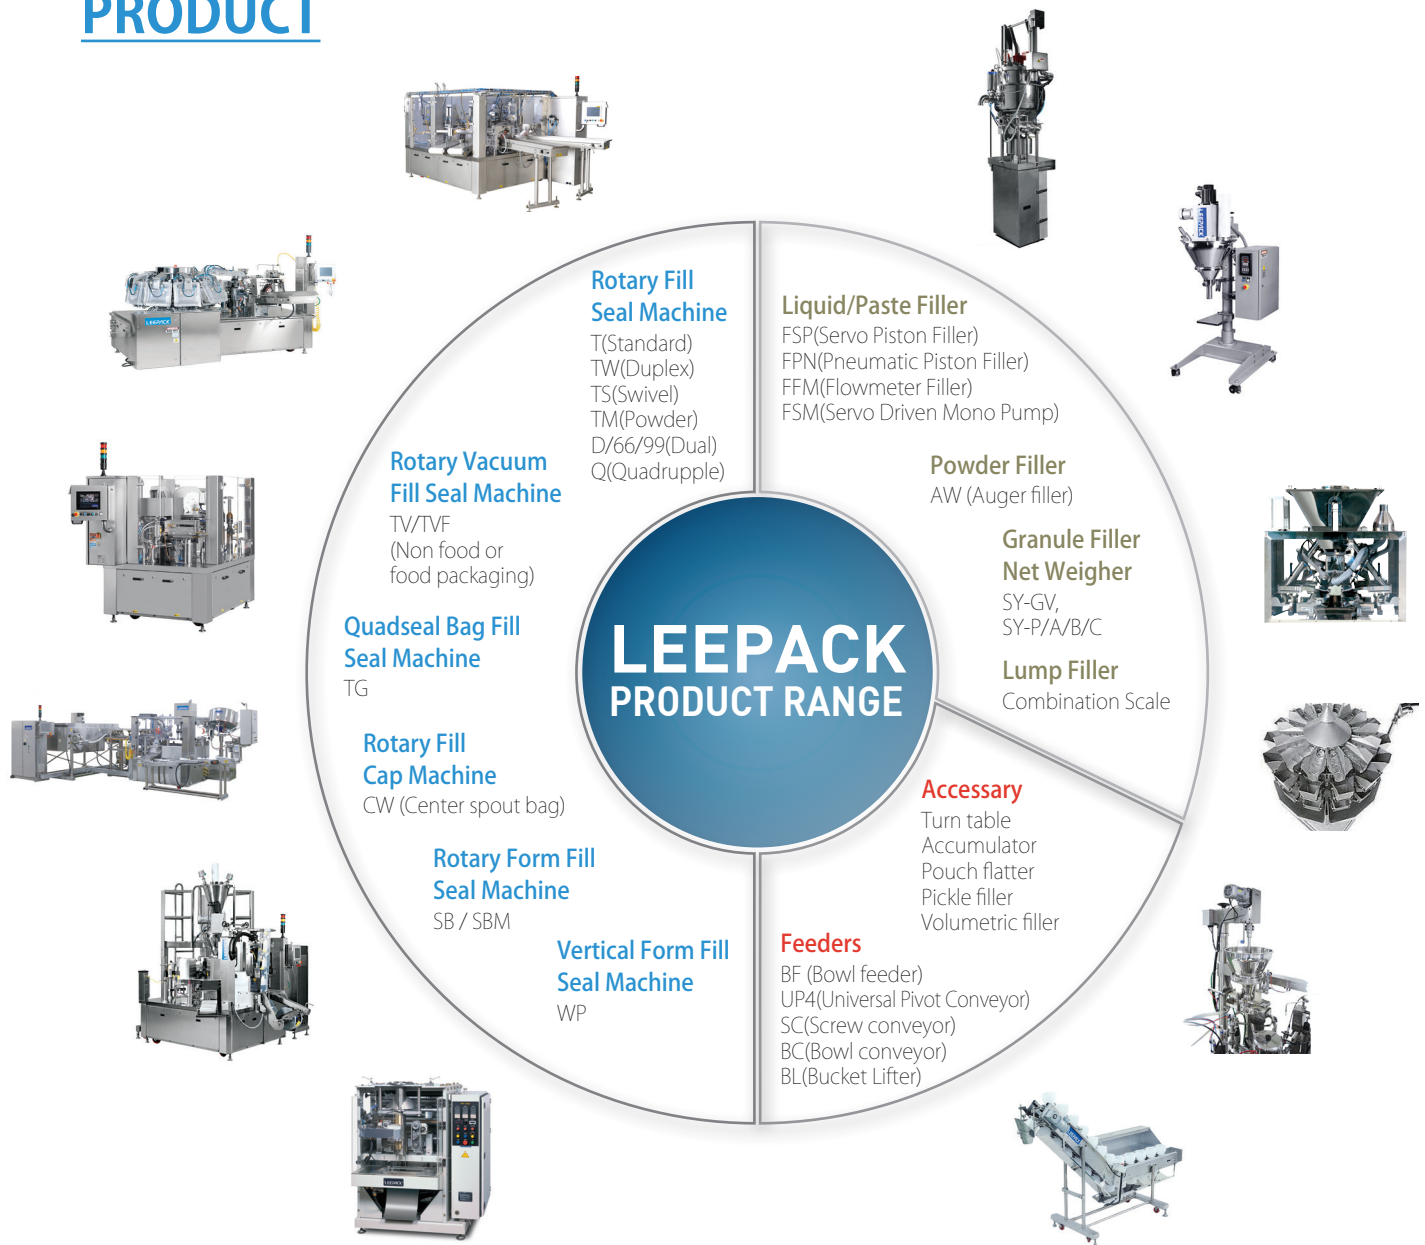 PRODUCT
Rotary Fill
Seal Machine
T(Standard)
TW(Duplex)
TS(Swivel)
TM(Powder)
D/66/99(Dual)
Q(Quadrupple)
Rotary Vacuum
Fill Seal Machine
TV/TVF
(Non food or
food packaging)
Quadseal Bag Fill
Seal Machine
TG
Rotary Fill
Cap Machine
CW (Center spout bag)
Rotary Form Fill
Seal Machine
SB / SBM
Vertical Form Fill
Seal Machine
WP
Liquid/Paste Filler
FSP(Servo Piston Filler)
FPN(Pneumatic Piston Filler)
FFM(Flowmeter Filler)
FSM(Servo Driven Mono Pump)
Powder Filler
AW (Auger filler)
Granule Filler
Net Weigher
SY-GV,
SY-P/A/B/C
Lump Filler
Combination Scale
LEEPACK
PRODUCT RANGE
Accessary
Turn table
Accumulator
Pouch flatter
Pickle filler
Volumetric filler
Feeders
BF (Bowl feeder)
UP4(Universal Pivot Conveyor)
SC(Screw conveyor)
BC(Bowl conveyor)
BL(Bucket Lifter)
LEEPACK
LEEPACK
LEEPACK